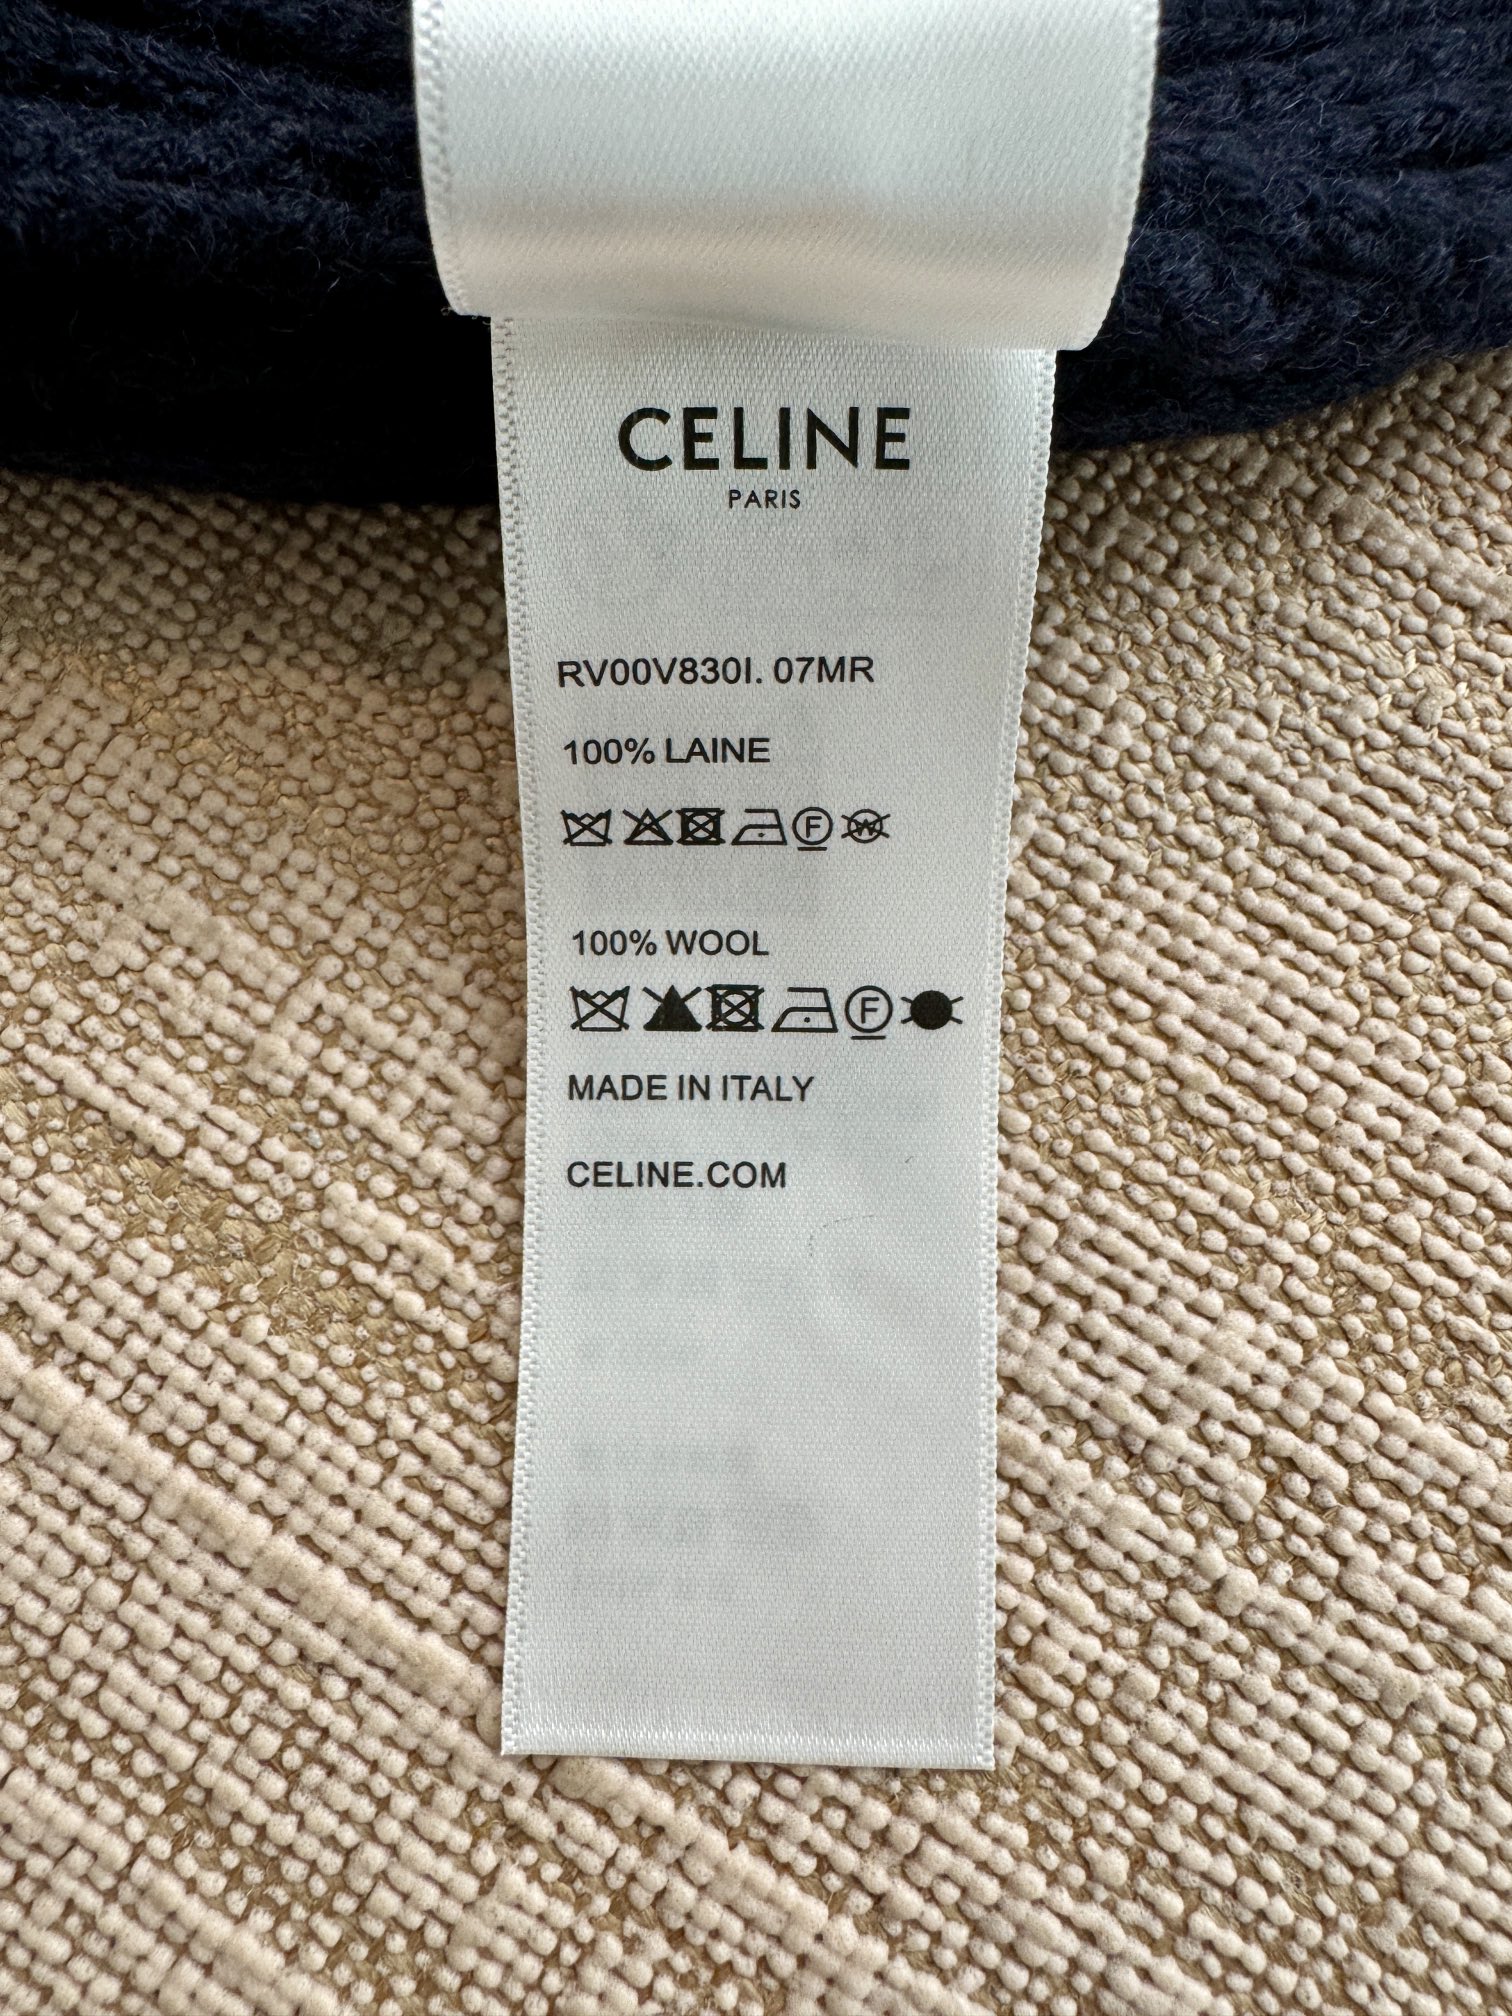 CELINE
PARIS
RV00V830I. 07MR
100% LAINE
F W
100% WOOL
F
MADE IN ITALY
CELINE.COM